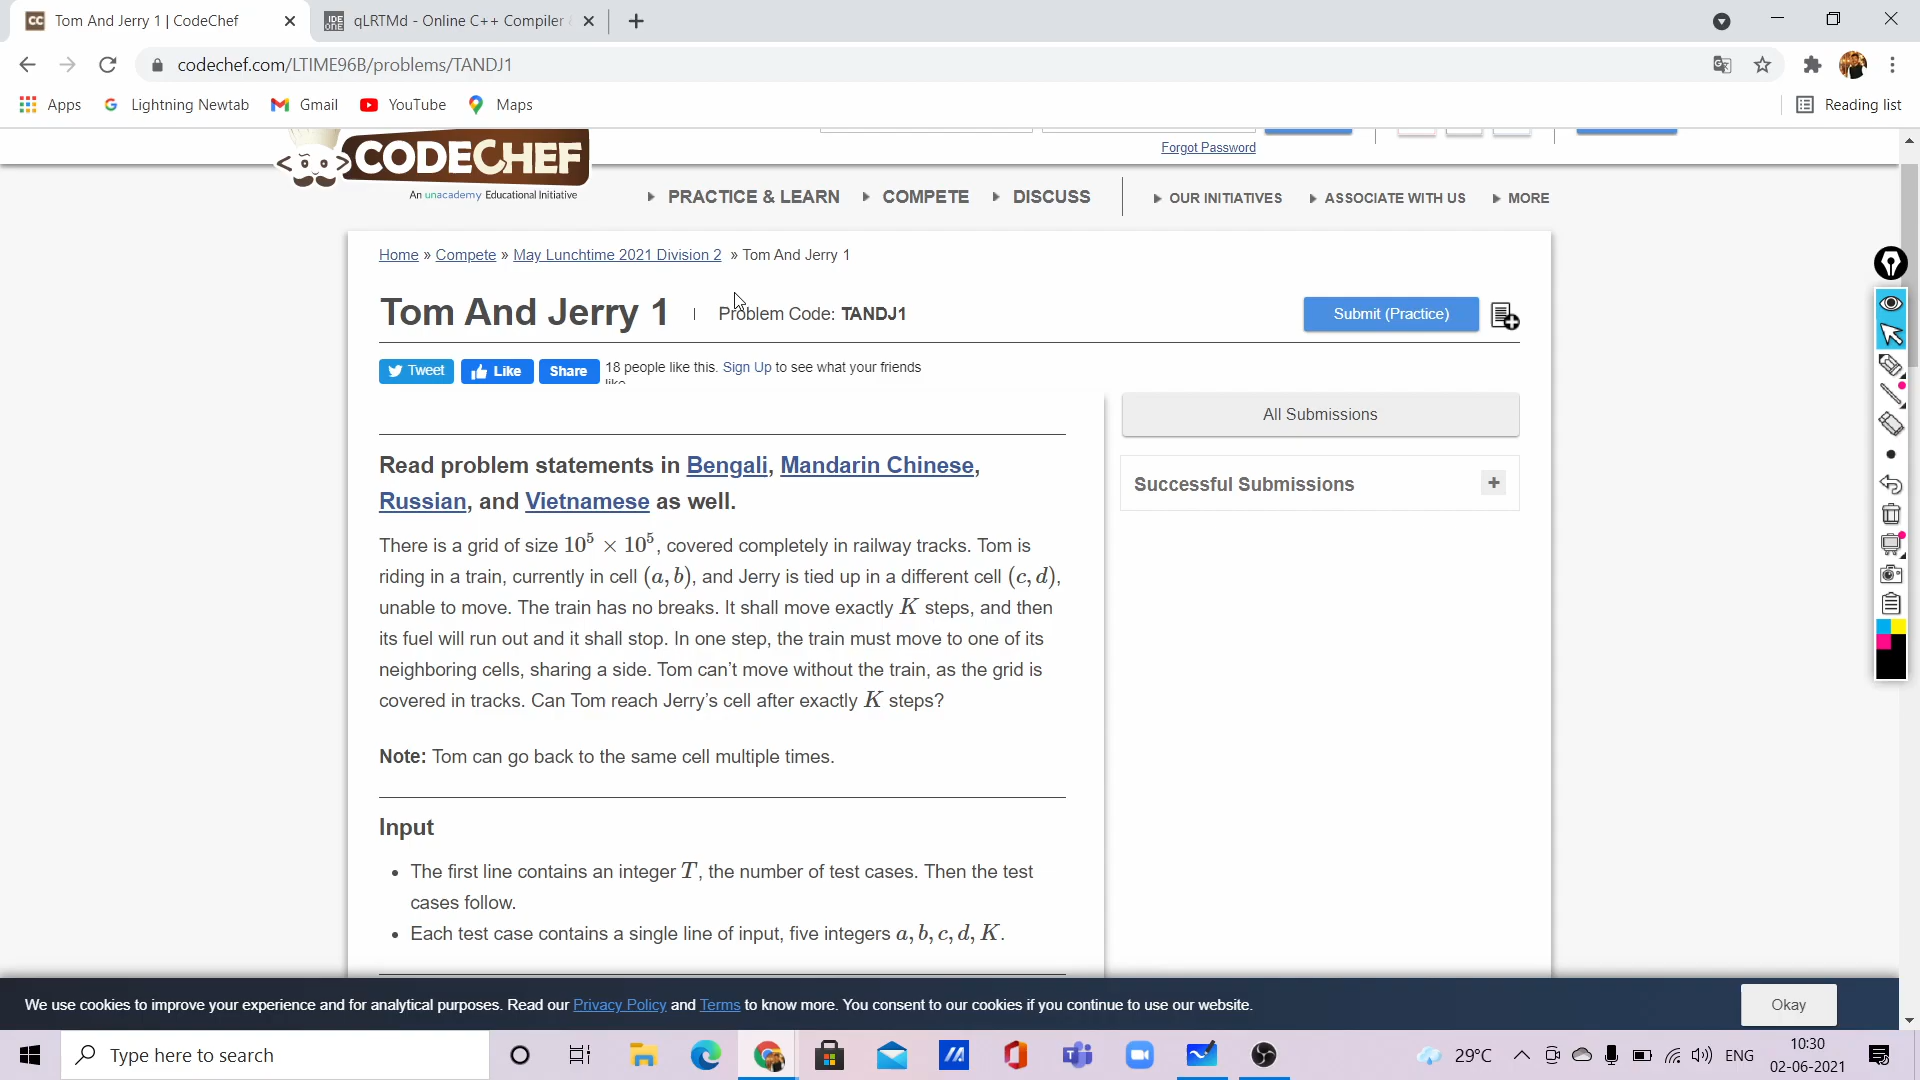 Tom And Jerry 1 | CodeChef
qLRTMd - Online C++ Compiler
codechef.com/LTIME96B/problems/TANDJ1
Apps Lightning Newtab Gmail YouTube Maps Reading list
Forgot Password
CODECHEF
An unacademy Educational Initiative
PRACTICE & LEARN COMPETE DISCUSS OUR INITIATIVES ASSOCIATE WITH US MORE
Home » Compete » May Lunchtime 2021 Division 2 » Tom And Jerry 1
Tom And Jerry 1 | Problem Code: TANDJ1 Submit (Practice)
Tweet Like Share 18 people like this. Sign Up to see what your friends
like.
All Submissions
Successful Submissions +
Read problem statements in Bengali, Mandarin Chinese,
Russian, and Vietnamese as well.
There is a grid of size 10^5 × 10^5, covered completely in railway tracks. Tom is
riding in a train, currently in cell (a, b), and Jerry is tied up in a different cell (c, d),
unable to move. The train has no breaks. It shall move exactly K steps, and then
its fuel will run out and it shall stop. In one step, the train must move to one of its
neighboring cells, sharing a side. Tom can’t move without the train, as the grid is
covered in tracks. Can Tom reach Jerry’s cell after exactly K steps?
Note: Tom can go back to the same cell multiple times.
Input
• The first line contains an integer T, the number of test cases. Then the test
cases follow.
• Each test case contains a single line of input, five integers a, b, c, d, K.
We use cookies to improve your experience and for analytical purposes. Read our Privacy Policy and Terms to know more. You consent to our cookies if you continue to use our website. Okay
Type here to search
29°C ENG
10:30
02-06-2021